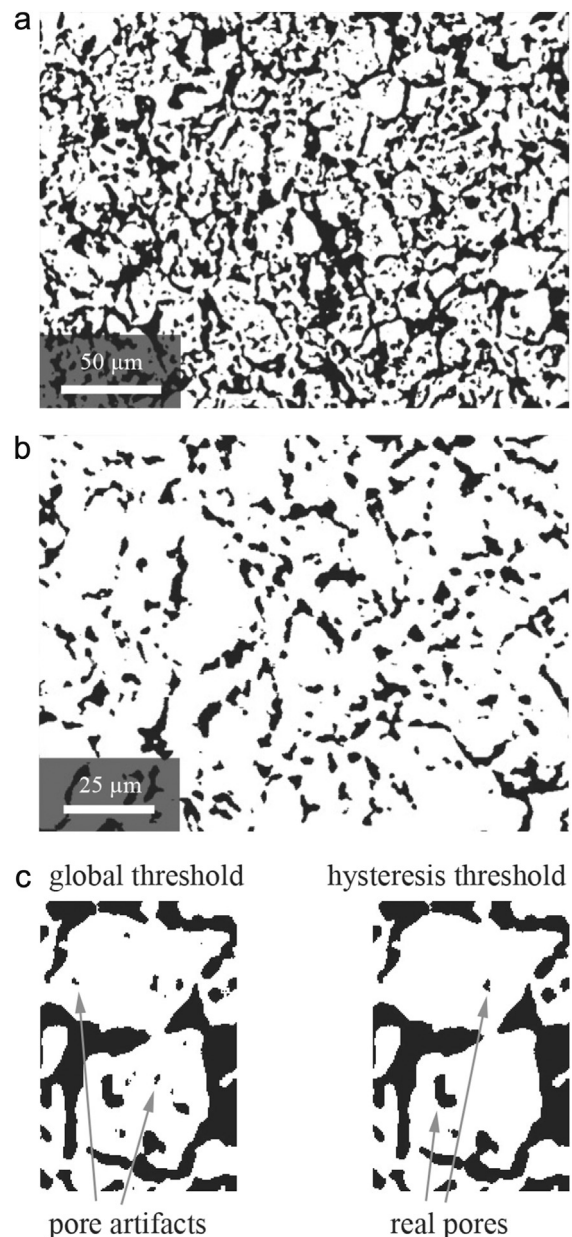 a
50 μm
b
25 μm
c
global threshold
hysteresis threshold
pore artifacts
real pores